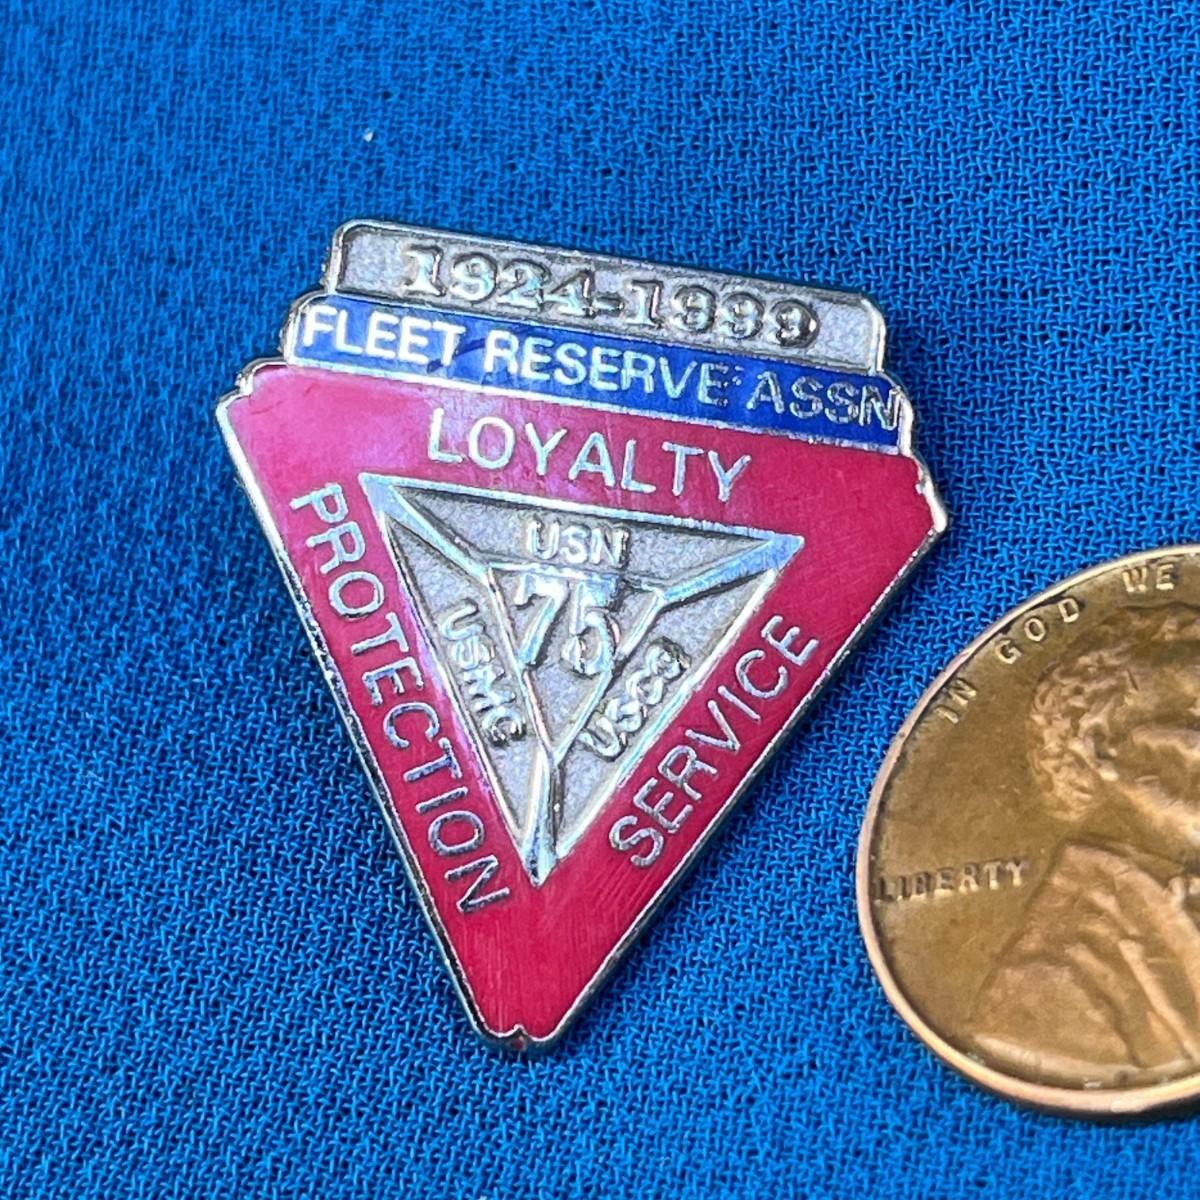 1924-1999
FLEET RESERVE ASSN
LOYALTY
PROTECTION
SERVICE
USN
75
USMC
USCG
IN GOD WE
LIBERTY